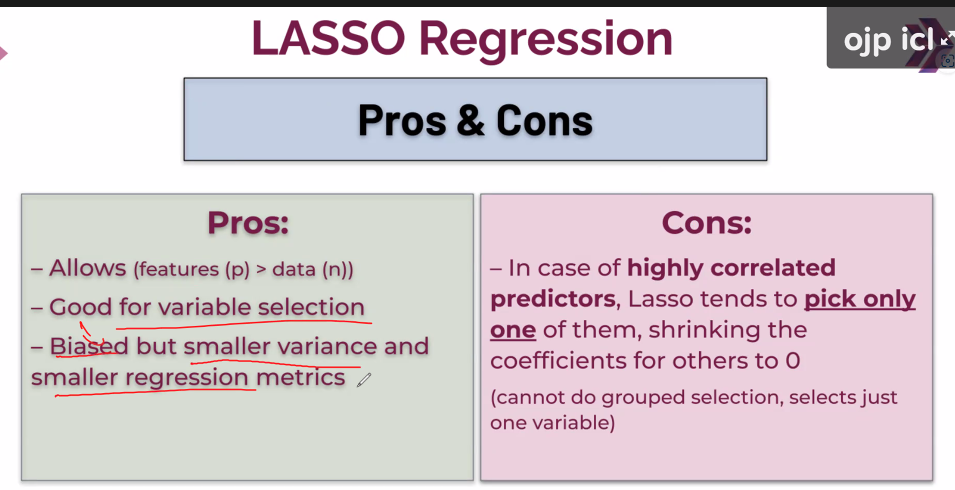 LASSO Regression
ojp icl
Pros & Cons
Pros:
– Allows (features (p) > data (n))
– Good for variable selection
– Biased but smaller variance and
smaller regression metrics
Cons:
– In case of highly correlated
predictors, Lasso tends to pick only
one of them, shrinking the
coefficients for others to 0
(cannot do grouped selection, selects just
one variable)